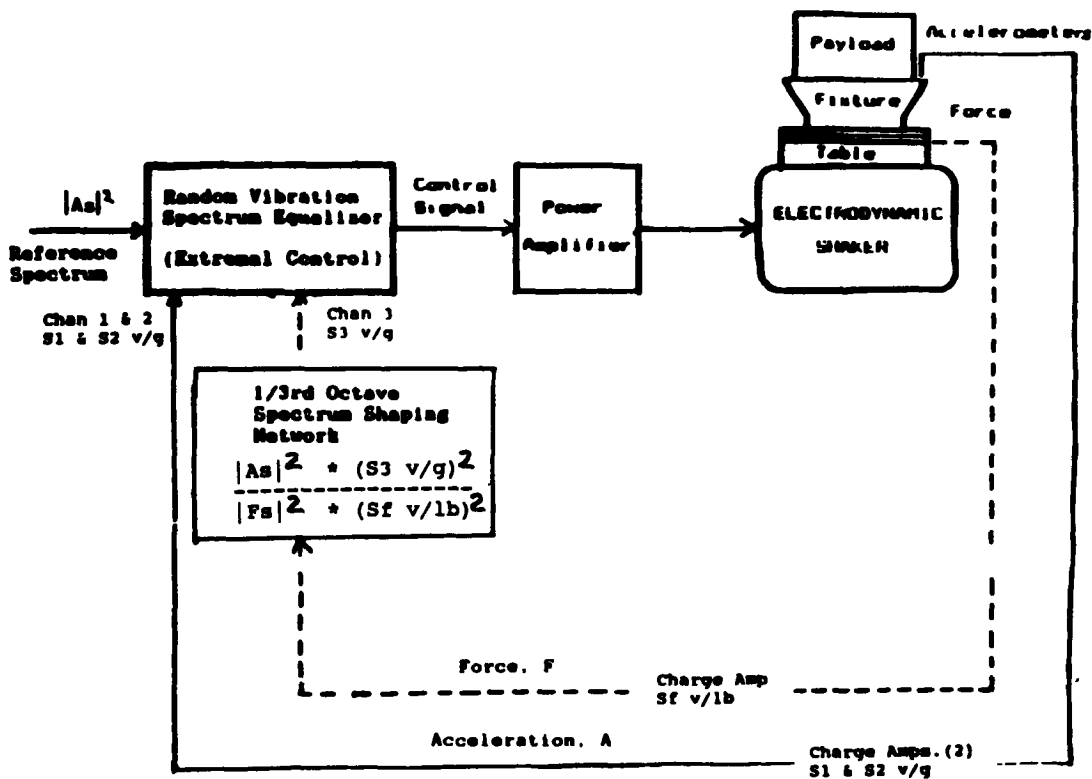 Payload
Accelerometers
Fixture
Force
Table
|As|²
Reference
Spectrum
Random Vibration
Spectrum Equalizer
(Extremal Control)
Control
Signal
Power
Amplifier
ELECTRODYNAMIC
SHAKER
Chan 1 & 2
S1 & S2 v/g
Chan 3
S3 v/g
1/3rd Octave
Spectrum Shaping
Network
|As|² * (S3 v/g)²
|Fs|² * (Sf v/lb)²
Force, F
Charge Amp
Sf v/lb
Acceleration, A
Charge Amps.(2)
S1 & S2 v/g